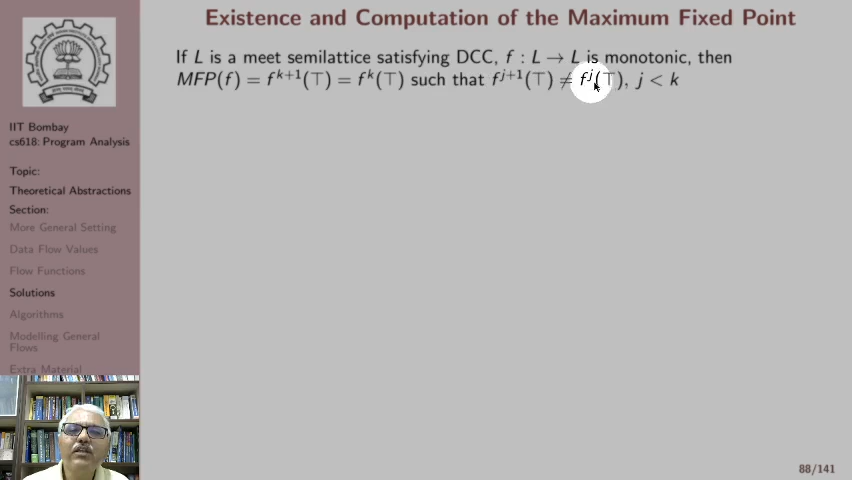 Existence and Computation of the Maximum Fixed Point
If L is a meet semilattice satisfying DCC, f : L → L is monotonic, then
MFP(f) = f^{k+1}(⊤) = f^k(⊤) such that f^{j+1}(⊤) ≠ f^j(⊤), j < k
IIT Bombay
cs618: Program Analysis
Topic:
Theoretical Abstractions
Section:
More General Setting
Data Flow Values
Flow Functions
Solutions
Algorithms
Modelling General
Flows
Extra Material
88/141